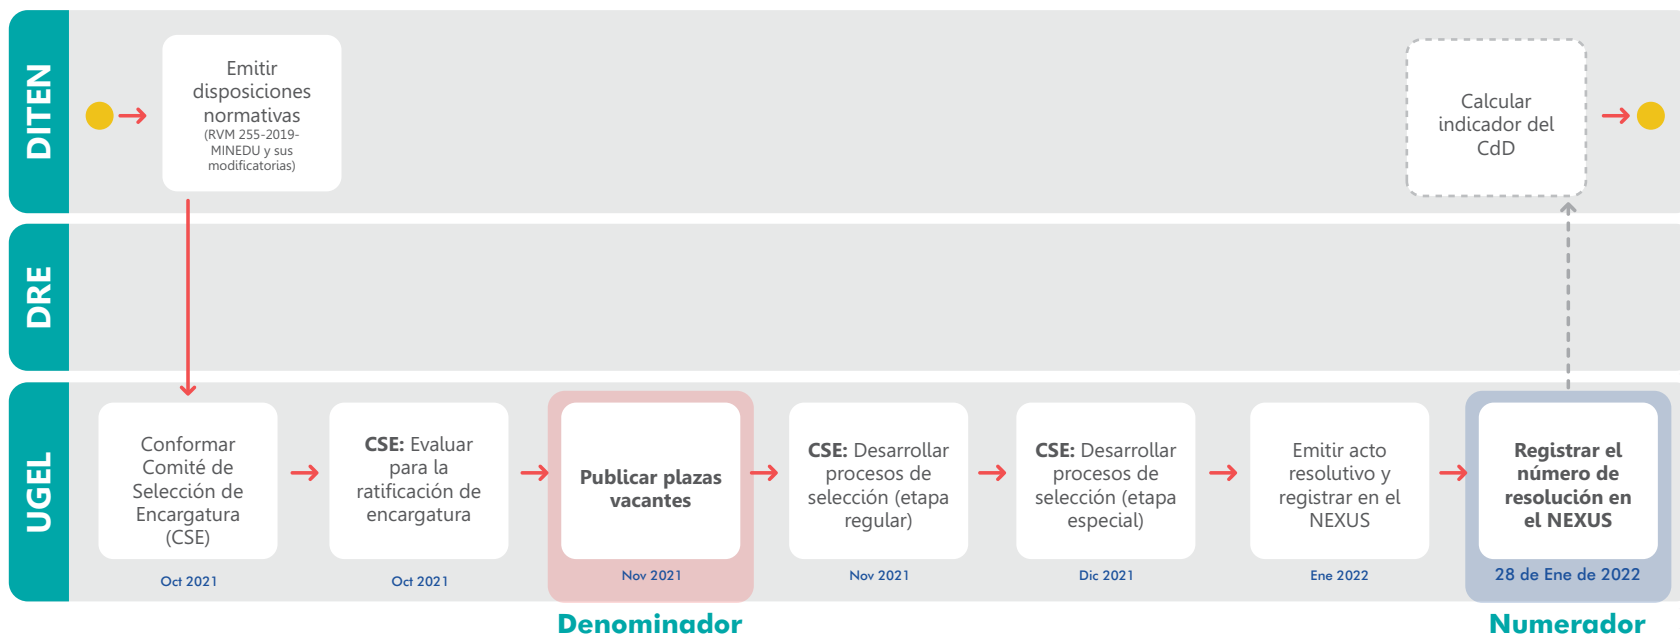 DITEN
Emitir
disposiciones
normativas
(RVM 255-2019-
MINEDU y sus
modificatorias)
Calcular
indicador del
CdD
DRE
UGEL
Conformar
Comité de
Selección de
Encargatura
(CSE)
Oct 2021
CSE: Evaluar
para la
ratificación de
encargatura
Oct 2021
Publicar plazas
vacantes
Nov 2021
Denominador
CSE: Desarrollar
procesos de
selección (etapa
regular)
Nov 2021
CSE: Desarrollar
procesos de
selección (etapa
especial)
Dic 2021
Emitir acto
resolutivo y
registrar en el
NEXUS
Ene 2022
Registrar el
número de
resolución en
el NEXUS
28 de Ene de 2022
Numerador